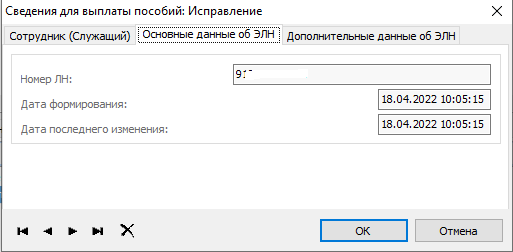 Сведения для выплаты пособий: Исправление
Сотрудник (Служащий) Основные данные об ЭЛН Дополнительные данные об ЭЛН
Номер ЛН:
Дата формирования: 18.04.2022 10:05:15
Дата последнего изменения: 18.04.2022 10:05:15
ОК Отмена